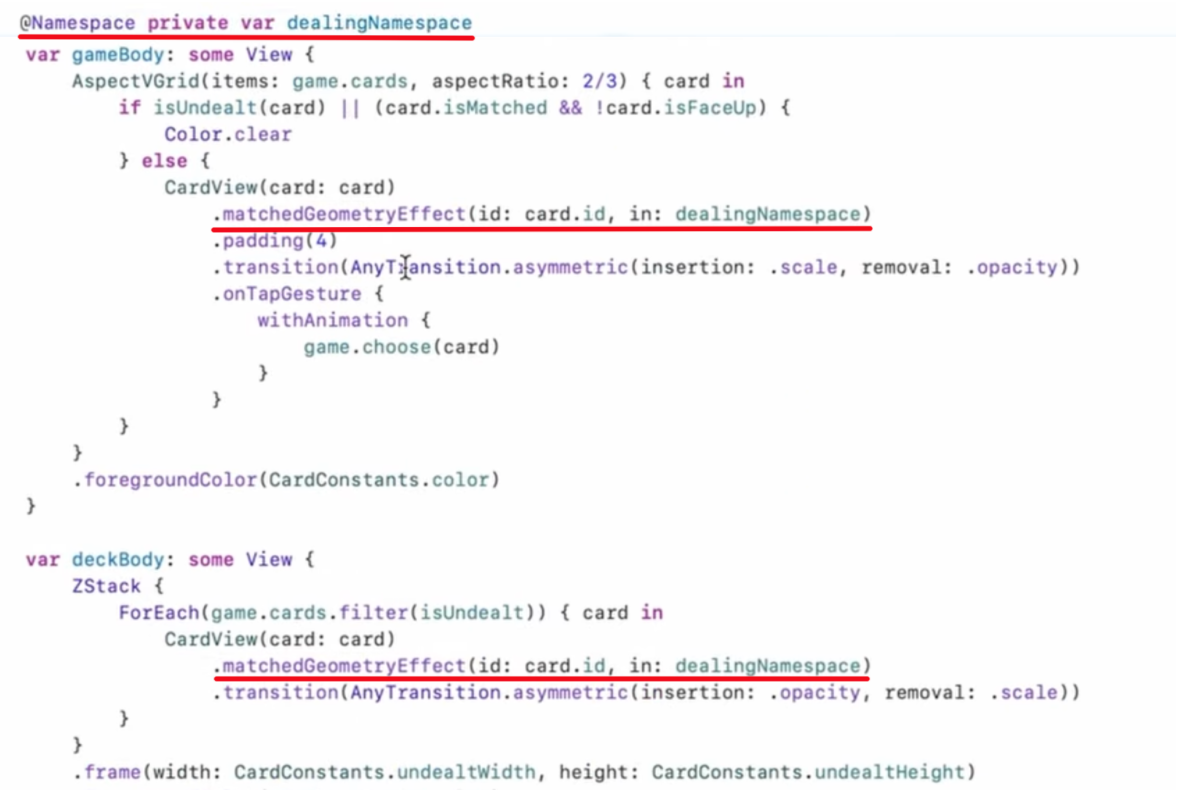 @Namespace private var dealingNamespace
var gameBody: some View {
    AspectVGrid(items: game.cards, aspectRatio: 2/3) { card in
        if isUndealt(card) || (card.isMatched && !card.isFaceUp) {
            Color.clear
        } else {
            CardView(card: card)
                .matchedGeometryEffect(id: card.id, in: dealingNamespace)
                .padding(4)
                .transition(AnyTransition.asymmetric(insertion: .scale, removal: .opacity))
                .onTapGesture {
                    withAnimation {
                        game.choose(card)
                    }
                }
        }
    }
    .foregroundColor(CardConstants.color)
}
var deckBody: some View {
    ZStack {
        ForEach(game.cards.filter(isUndealt)) { card in
            CardView(card: card)
                .matchedGeometryEffect(id: card.id, in: dealingNamespace)
                .transition(AnyTransition.asymmetric(insertion: .opacity, removal: .scale))
        }
    }
    .frame(width: CardConstants.undealtWidth, height: CardConstants.undealtHeight)